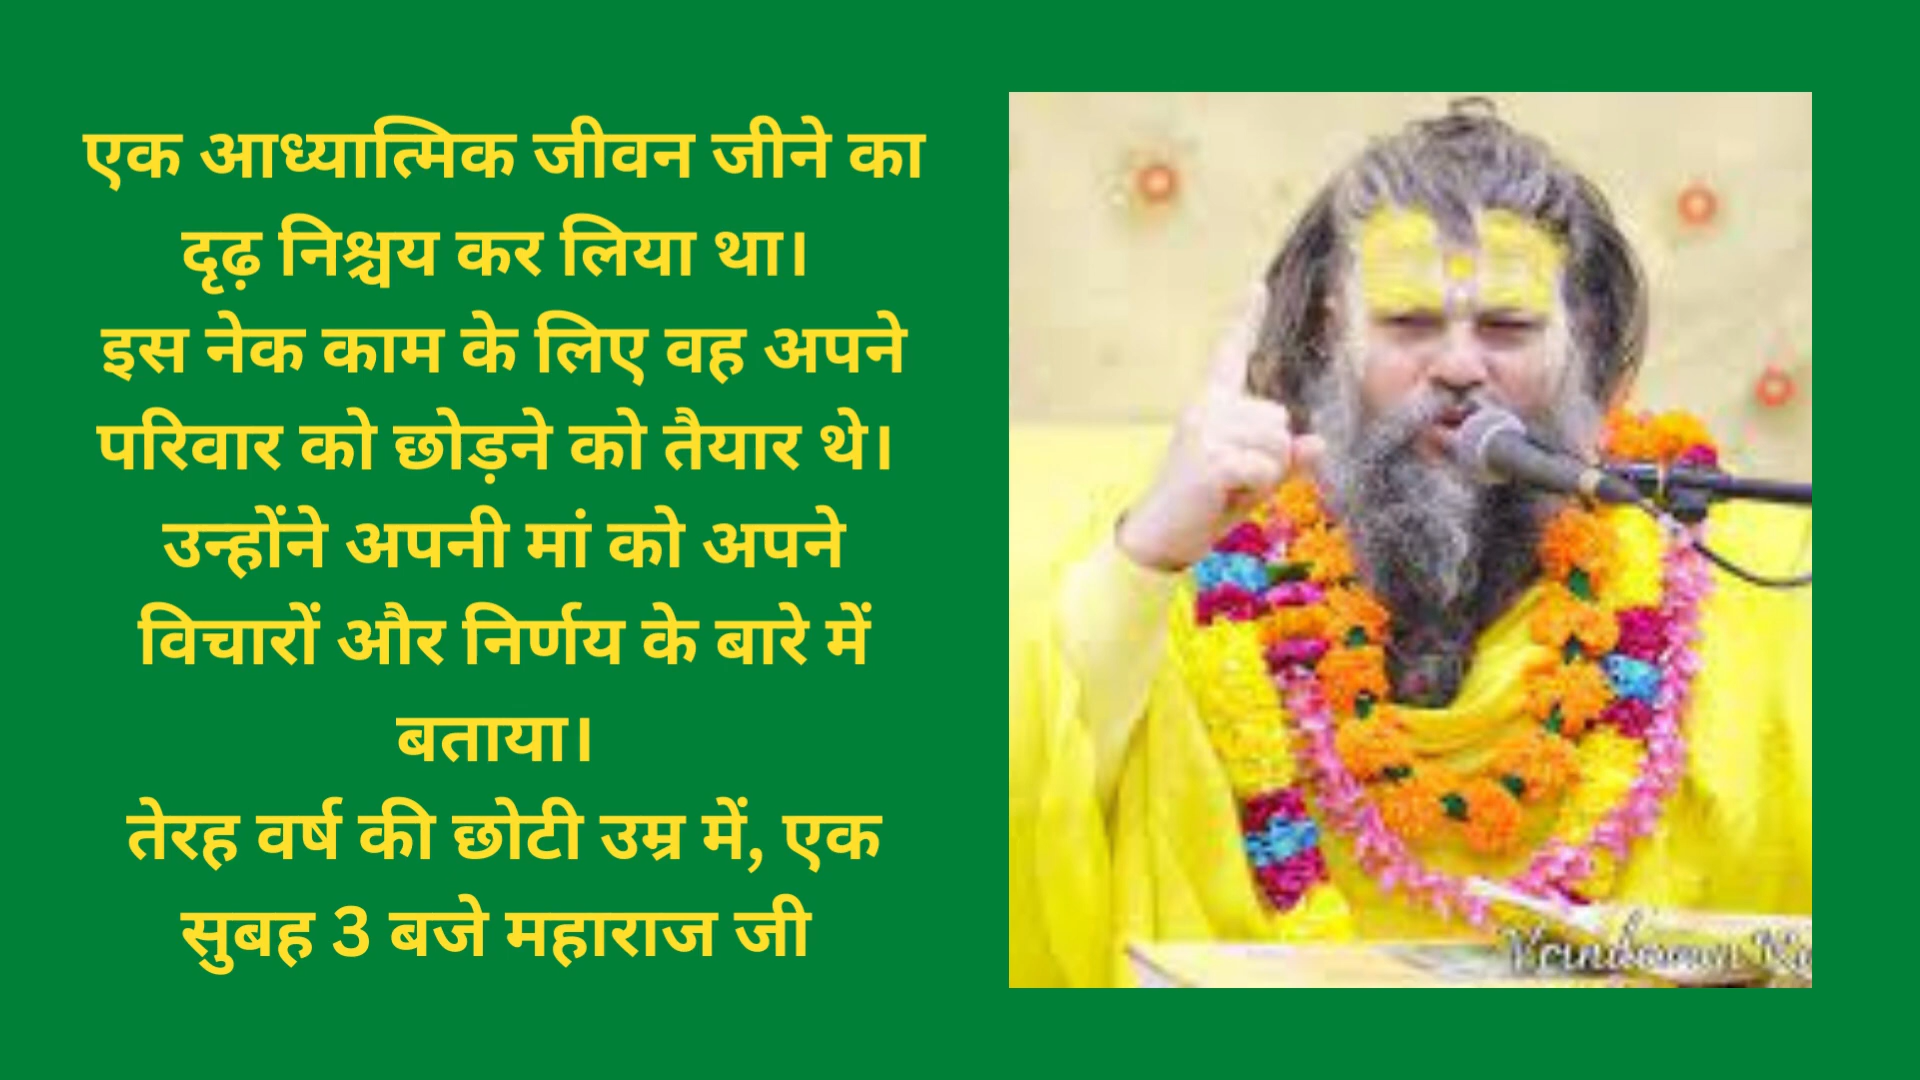 एक आध्यात्मिक जीवन जीने का
दृढ़ निश्चय कर लिया था।
इस नेक काम के लिए वह अपने
परिवार को छोड़ने को तैयार थे।
उन्होंने अपनी मां को अपने
विचारों और निर्णय के बारे में
बताया।
तेरह वर्ष की छोटी उम्र में, एक
सुबह 3 बजे महाराज जी